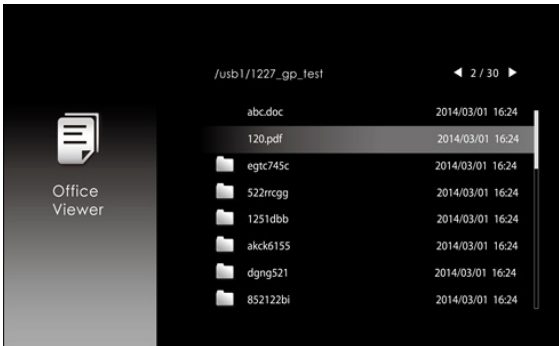 /usb1/1227_gp_test ◀ 2/30 ▶
abc.doc 2014/03/01 16:24
120.pdf 2014/03/01 16:24
egtc745c 2014/03/01 16:24
Office Viewer
522rrcgg 2014/03/01 16:24
1251dbb 2014/03/01 16:24
akck6155 2014/03/01 16:24
dgng521 2014/03/01 16:24
852122bi 2014/03/01 16:24